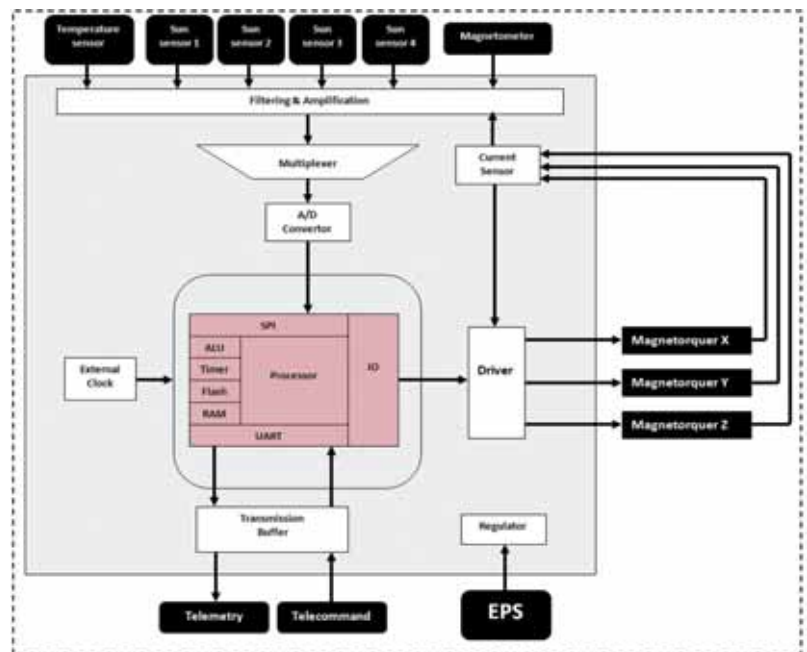 Temperature
sensor
Sun
sensor 1
Sun
sensor 2
Sun
sensor 3
Sun
sensor 4
Magnetometer
Filtering & Amplification
Multiplexer
Current
Sensor
A/D
Convertor
SPI
ALU
Timer
Flash
RAM
Processor
IO
UART
External
Clock
Driver
Magnetorquer X
Magnetorquer Y
Magnetorquer Z
Transmission
Buffer
Regulator
Telemetry
Telecommand
EPS